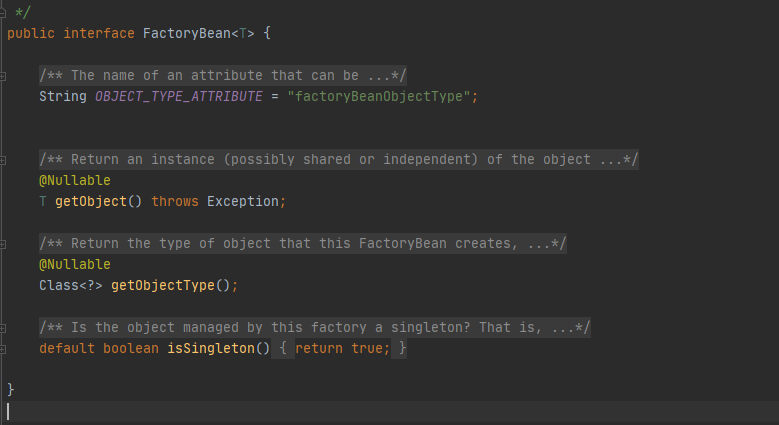 */
public interface FactoryBean<T> {
/** The name of an attribute that can be ...*/
String OBJECT_TYPE_ATTRIBUTE = "factoryBeanObjectType";
/** Return an instance (possibly shared or independent) of the object ...*/
@Nullable
T getObject() throws Exception;
/** Return the type of object that this FactoryBean creates, ...*/
@Nullable
Class<?> getObjectType();
/** Is the object managed by this factory a singleton? That is, ...*/
default boolean isSingleton() { return true; }
}